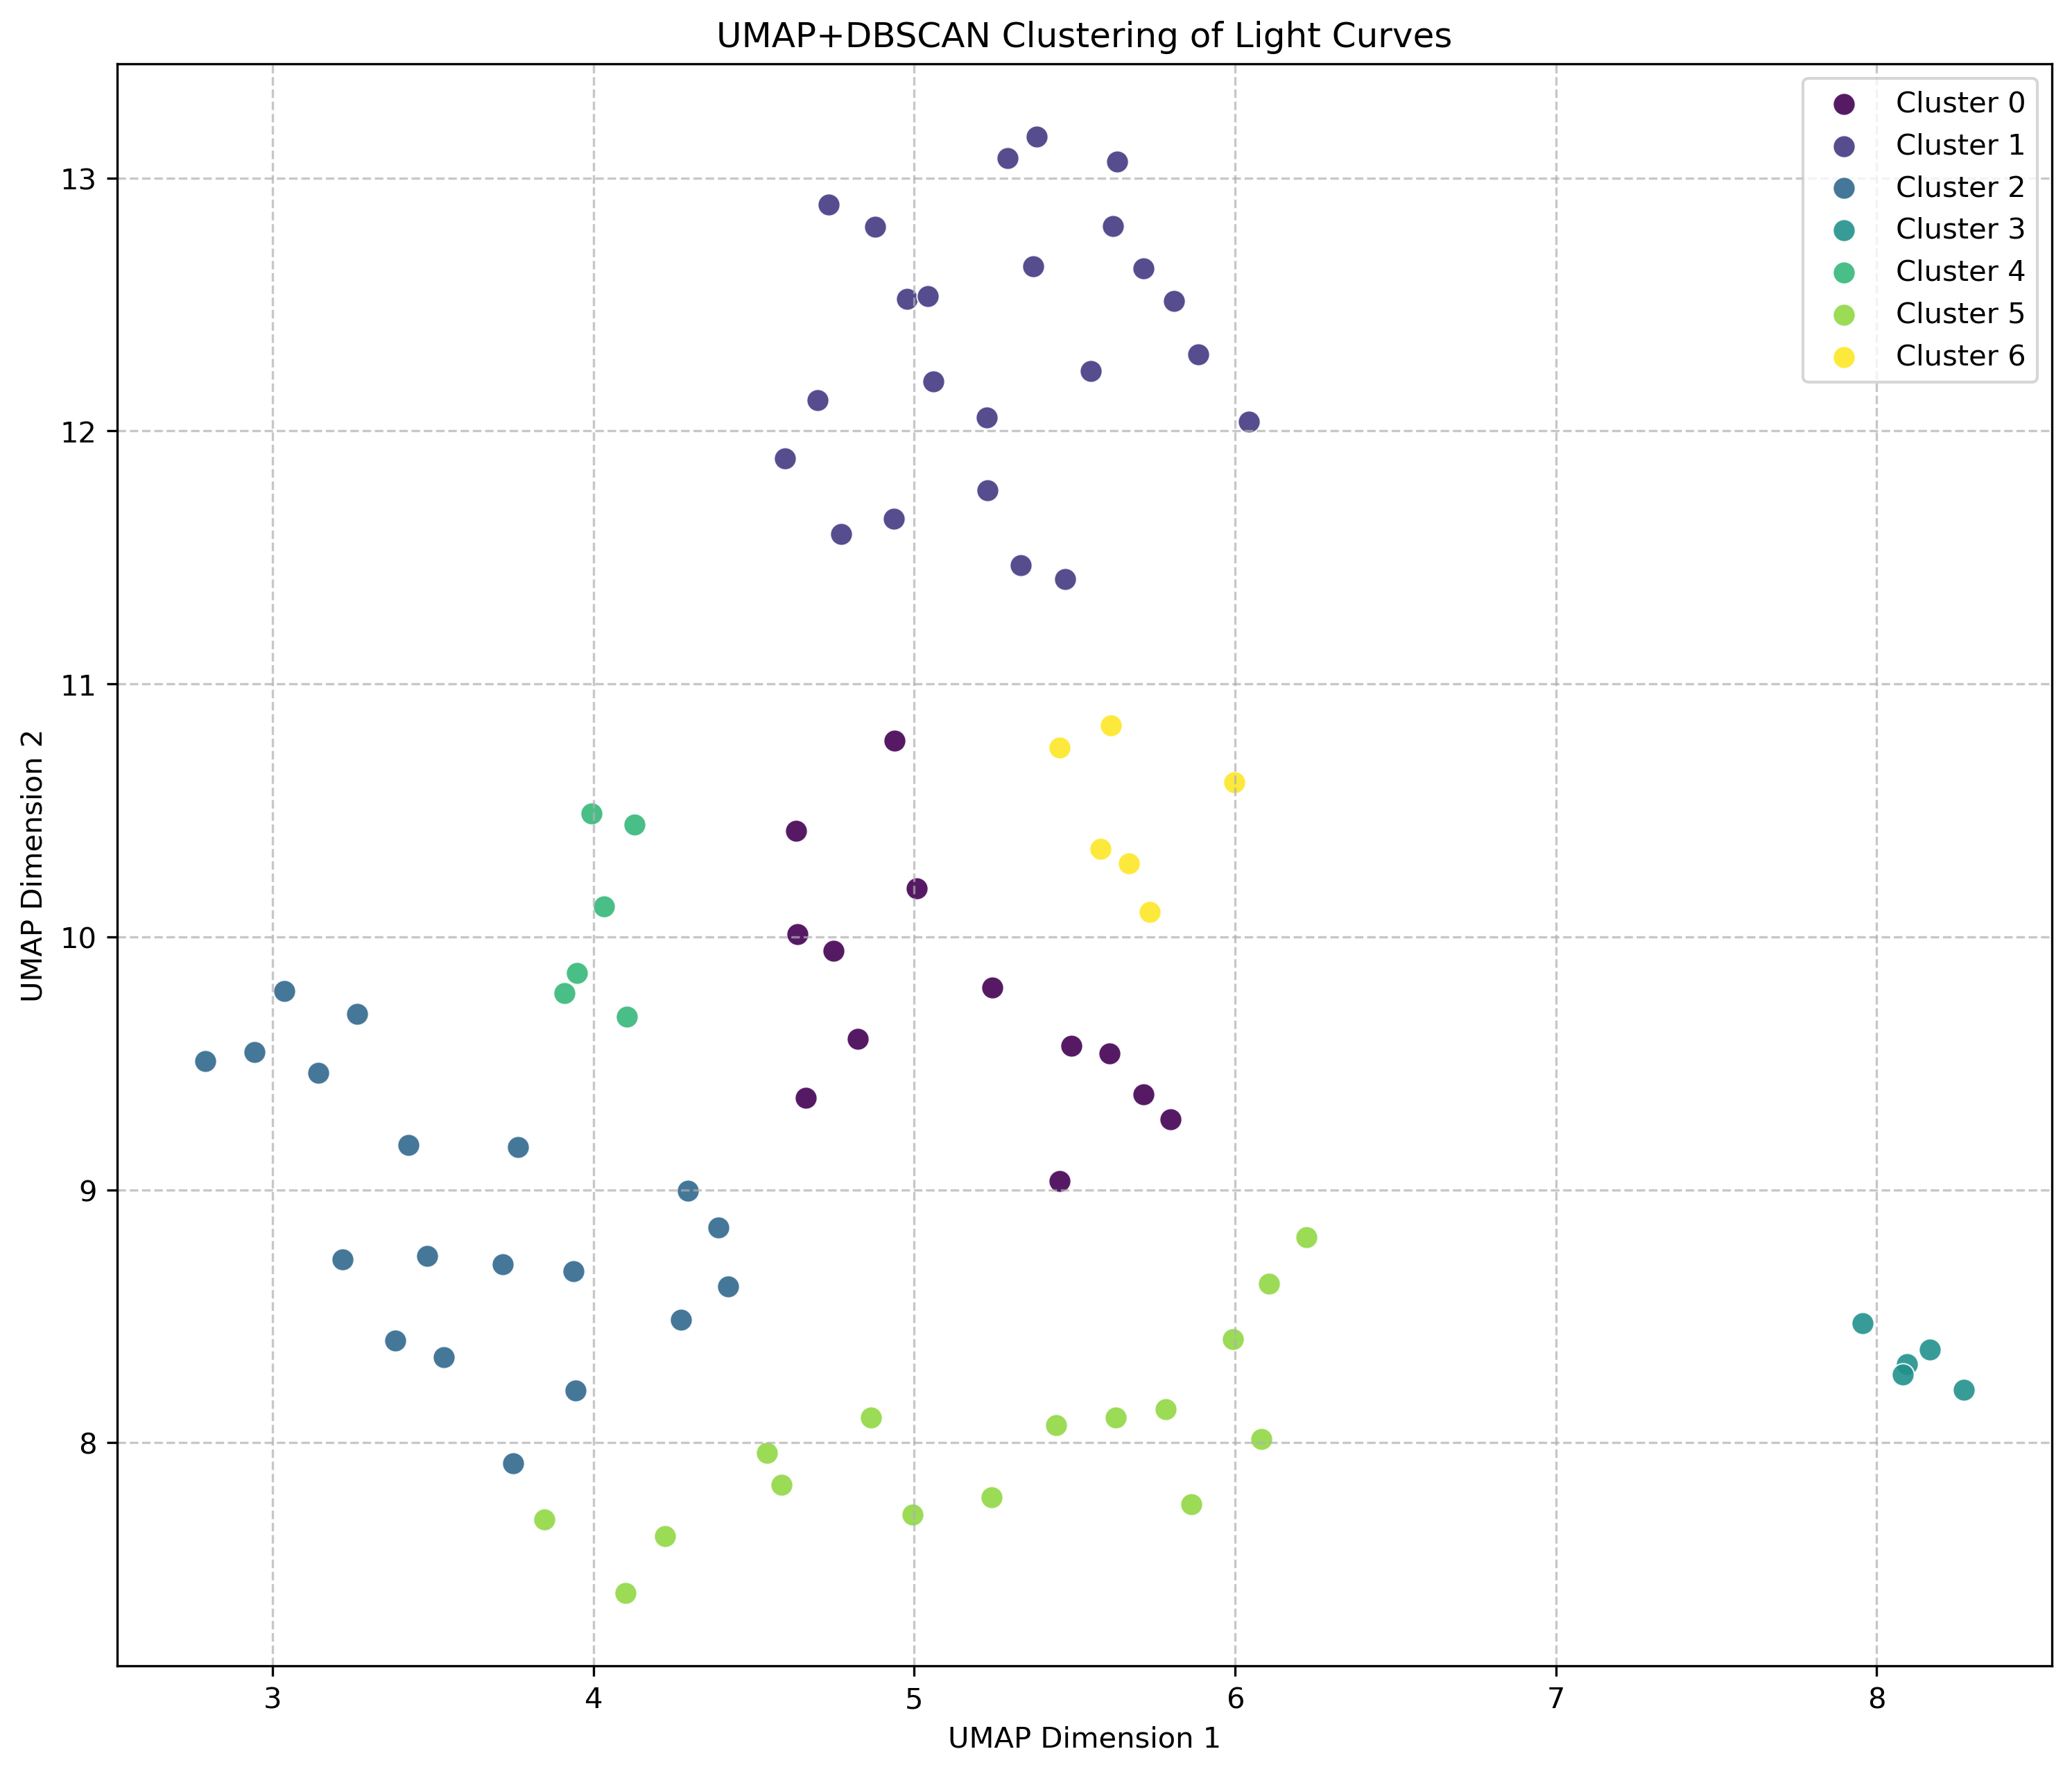 UMAP+DBSCAN Clustering of Light Curves
Cluster 0
Cluster 1
Cluster 2
Cluster 3
Cluster 4
Cluster 5
Cluster 6
13
12
11
10
9
8
UMAP Dimension 2
3 4 5 6 7 8
UMAP Dimension 1